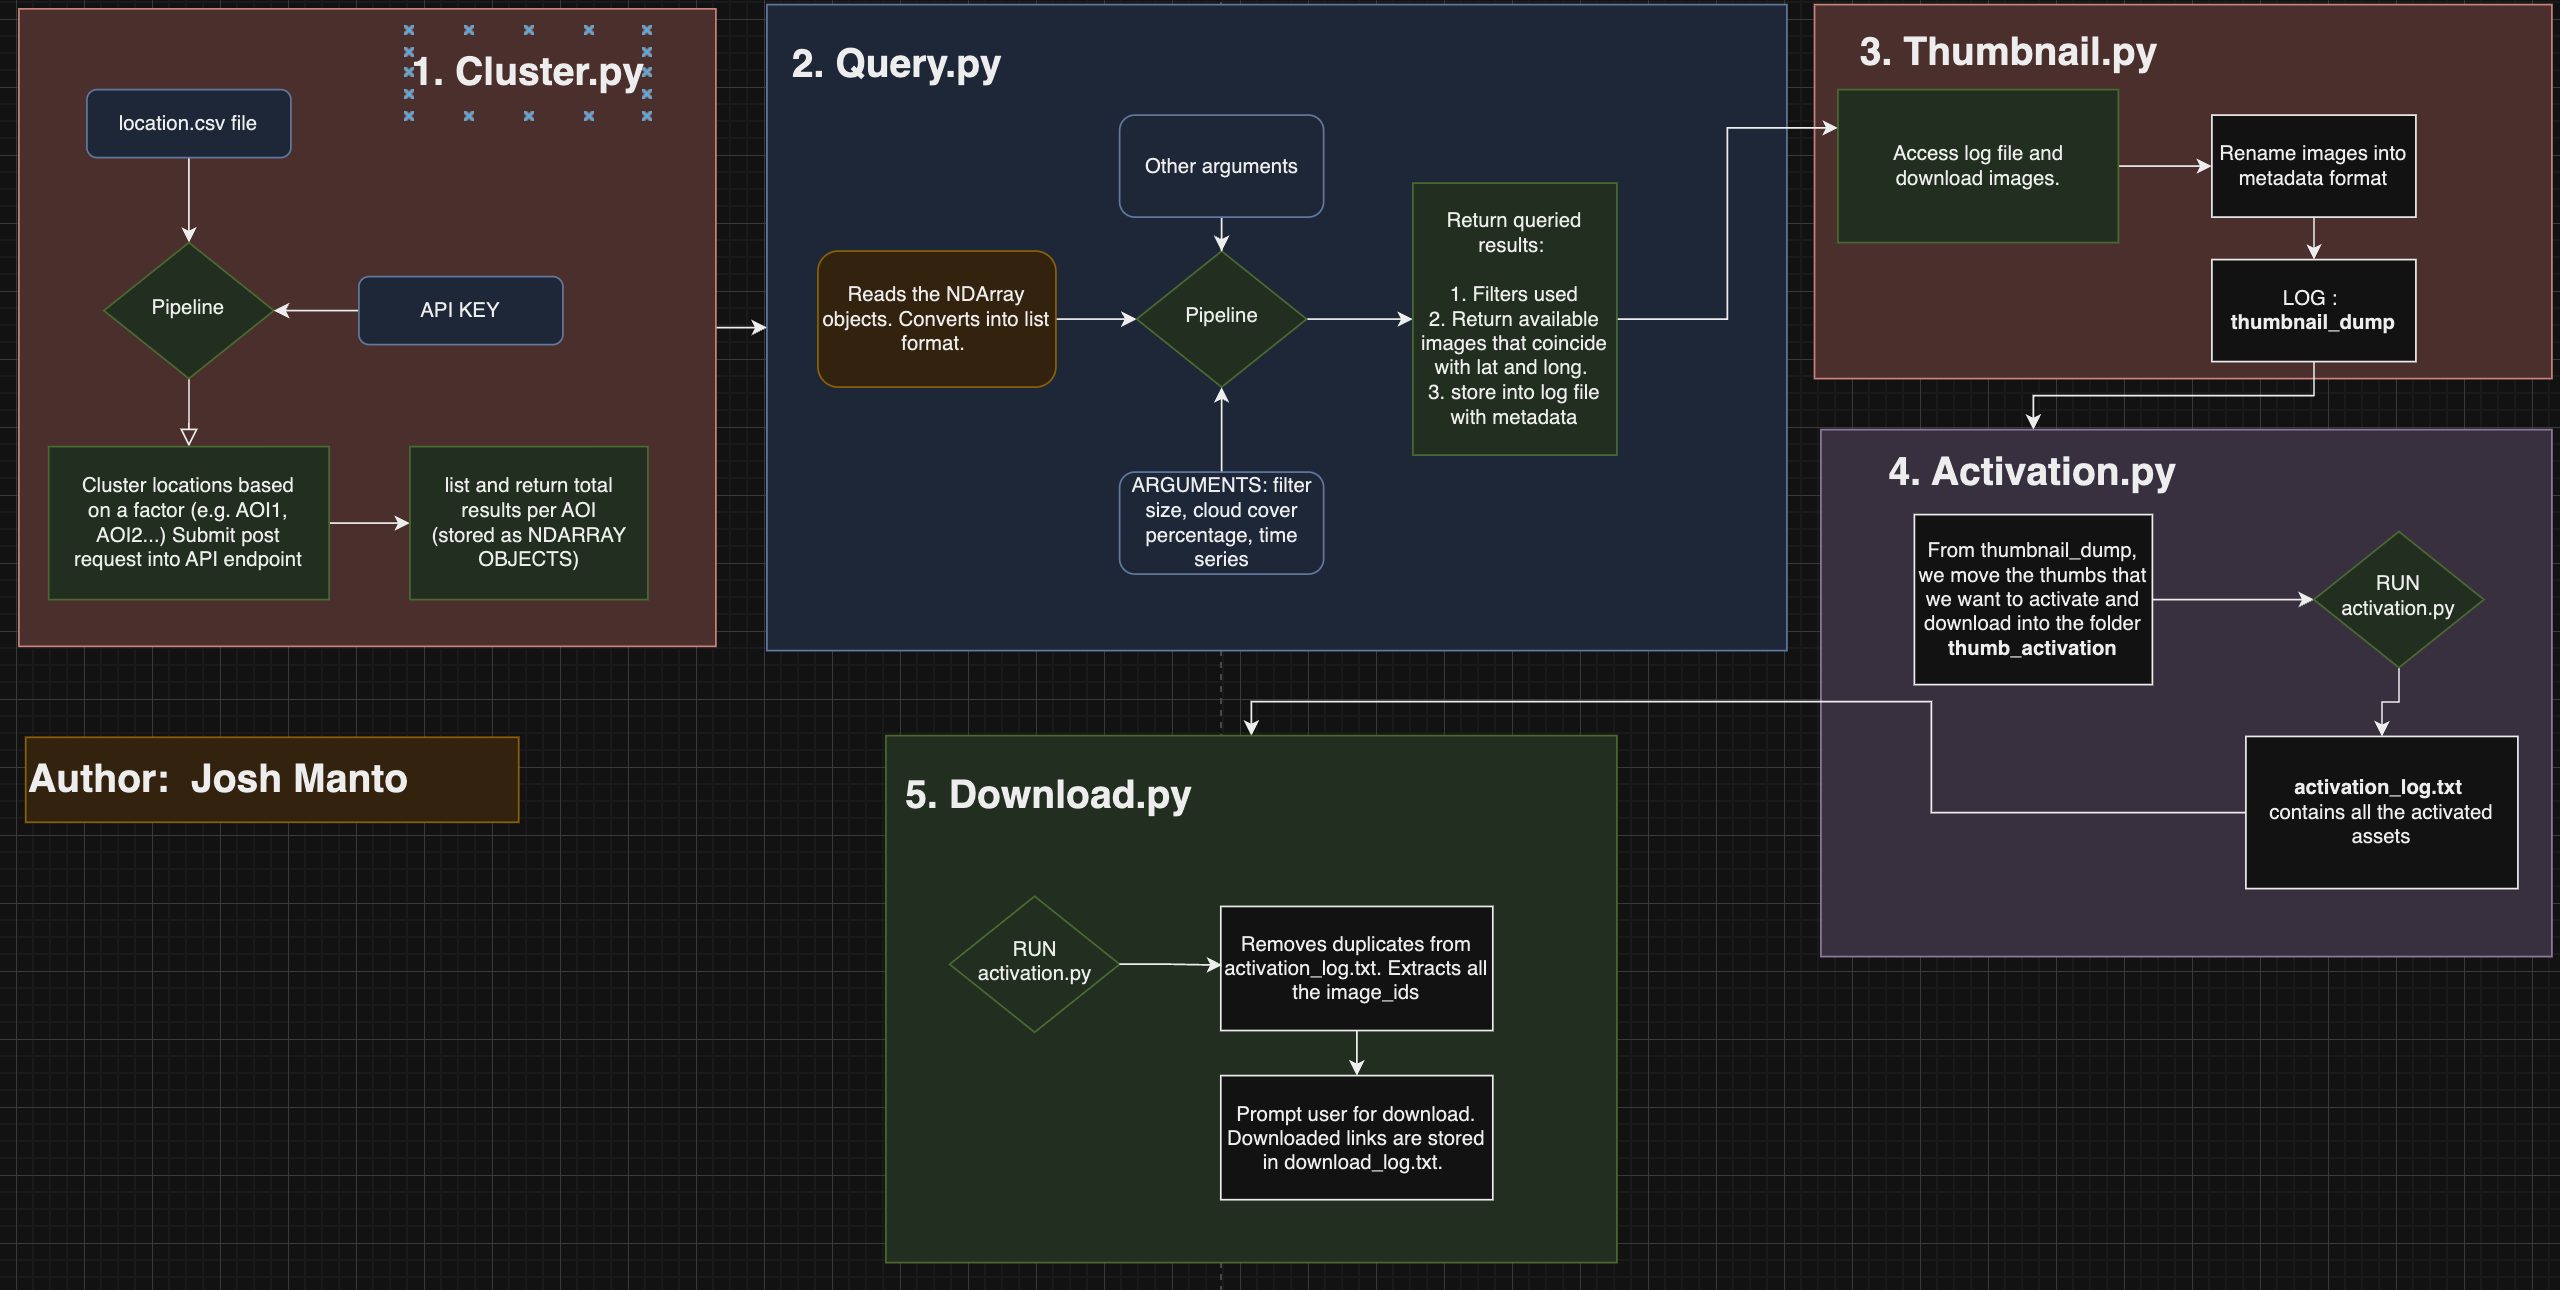 1. Cluster.py
location.csv file
Pipeline
API KEY
Cluster locations based
on a factor (e.g. AOI1,
AOI2...) Submit post
request into API endpoint
list and return total
results per AOI
(stored as NDARRAY
OBJECTS)
2. Query.py
Other arguments
Reads the NDArray
objects. Converts into list
format.
Pipeline
ARGUMENTS: filter
size, cloud cover
percentage, time
series
Return queried
results:
1. Filters used
2. Return available
images that coincide
with lat and long.
3. store into log file
with metadata
3. Thumbnail.py
Access log file and
download images.
Rename images into
metadata format
LOG :
thumbnail_dump
4. Activation.py
From thumbnail_dump,
we move the thumbs that
we want to activate and
download into the folder
thumb_activation
RUN
activation.py
activation_log.txt
contains all the activated
assets
5. Download.py
RUN
activation.py
Removes duplicates from
activation_log.txt. Extracts all
the image_ids
Prompt user for download.
Downloaded links are stored
in download_log.txt.
Author:  Josh Manto